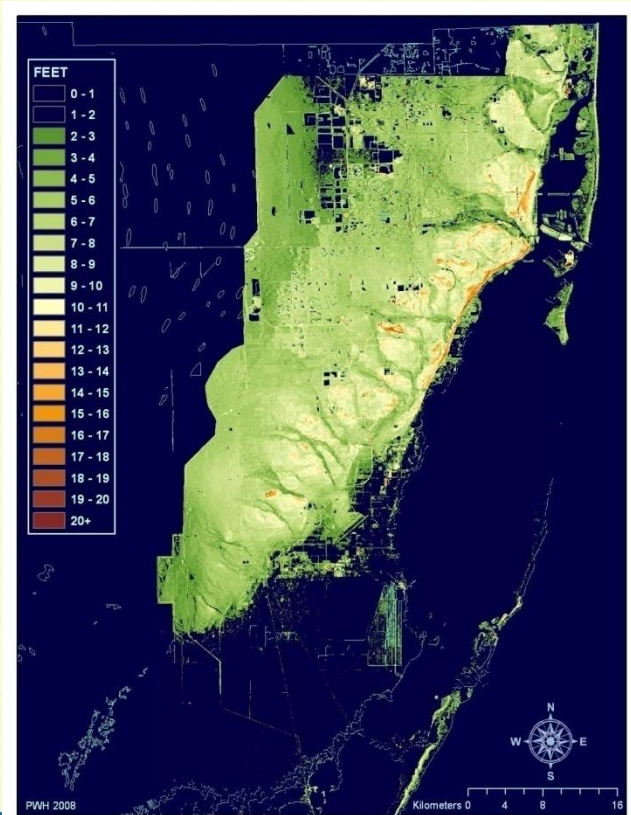 FEET
0 - 1
1 - 2
2 - 3
3 - 4
4 - 5
5 - 6
6 - 7
7 - 8
8 - 9
9 - 10
10 - 11
11 - 12
12 - 13
13 - 14
14 - 15
15 - 16
16 - 17
17 - 18
18 - 19
19 - 20
20+
N
W E
S
PWH 2008
Kilometers 0 4 8 16